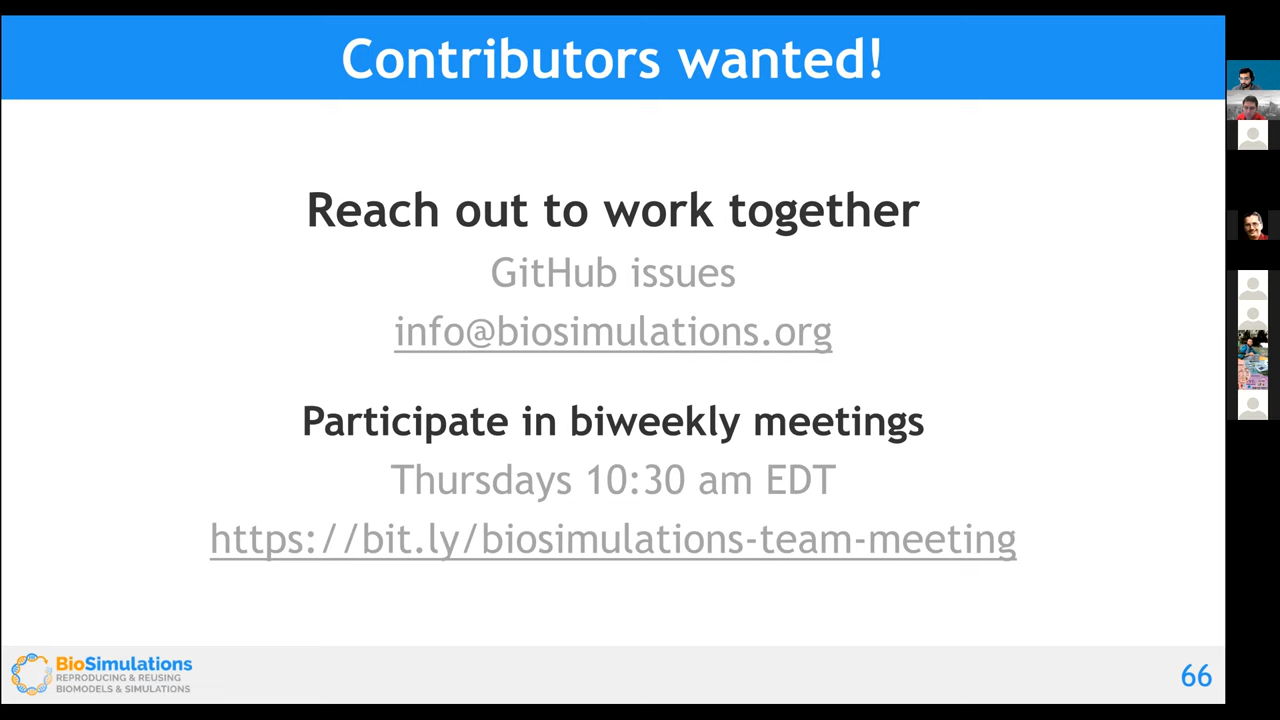 Contributors wanted!
Reach out to work together
GitHub issues
info@biosimulations.org
Participate in biweekly meetings
Thursdays 10:30 am EDT
https://bit.ly/biosimulations-team-meeting
BioSimulations
REPRODUCING & REUSING
BIOMODELS & SIMULATIONS
66